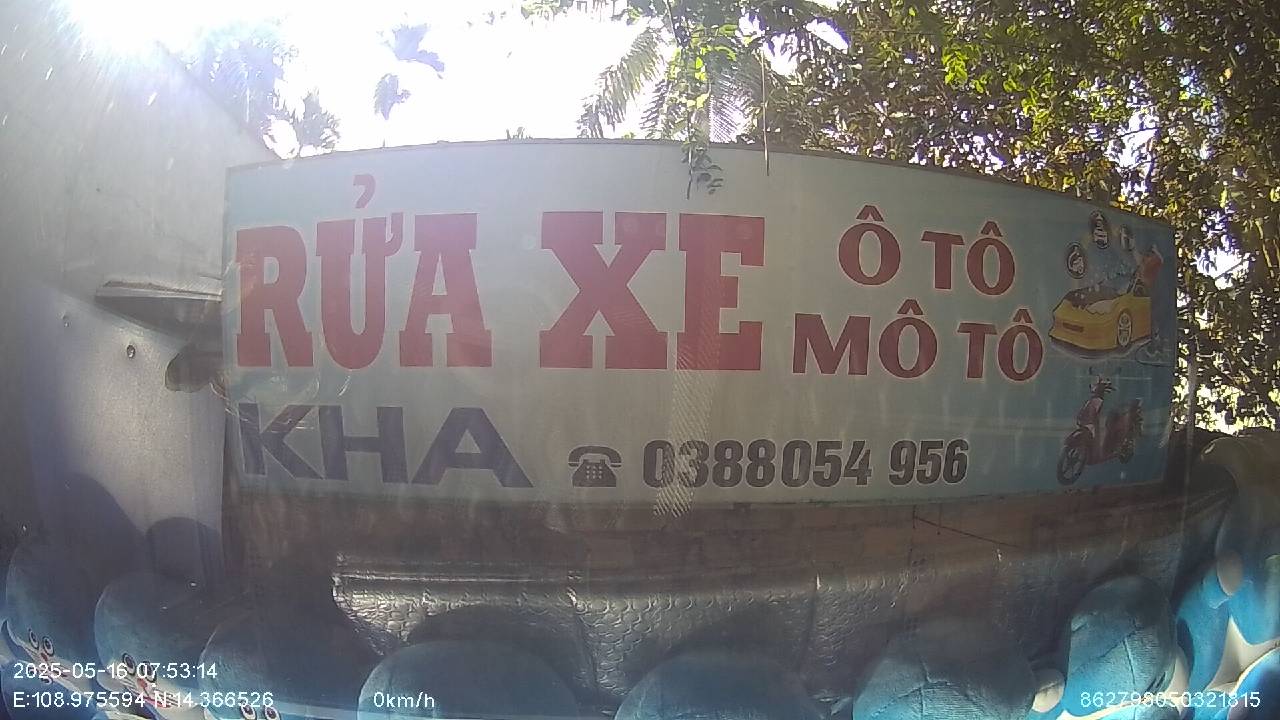 RỬA XE Ô TÔ
MÔ TÔ
KHA ☎ 0388054 956
2025-05-16 07:53:14
E:108.975594 N:14.366526 0km/h 862798050321815